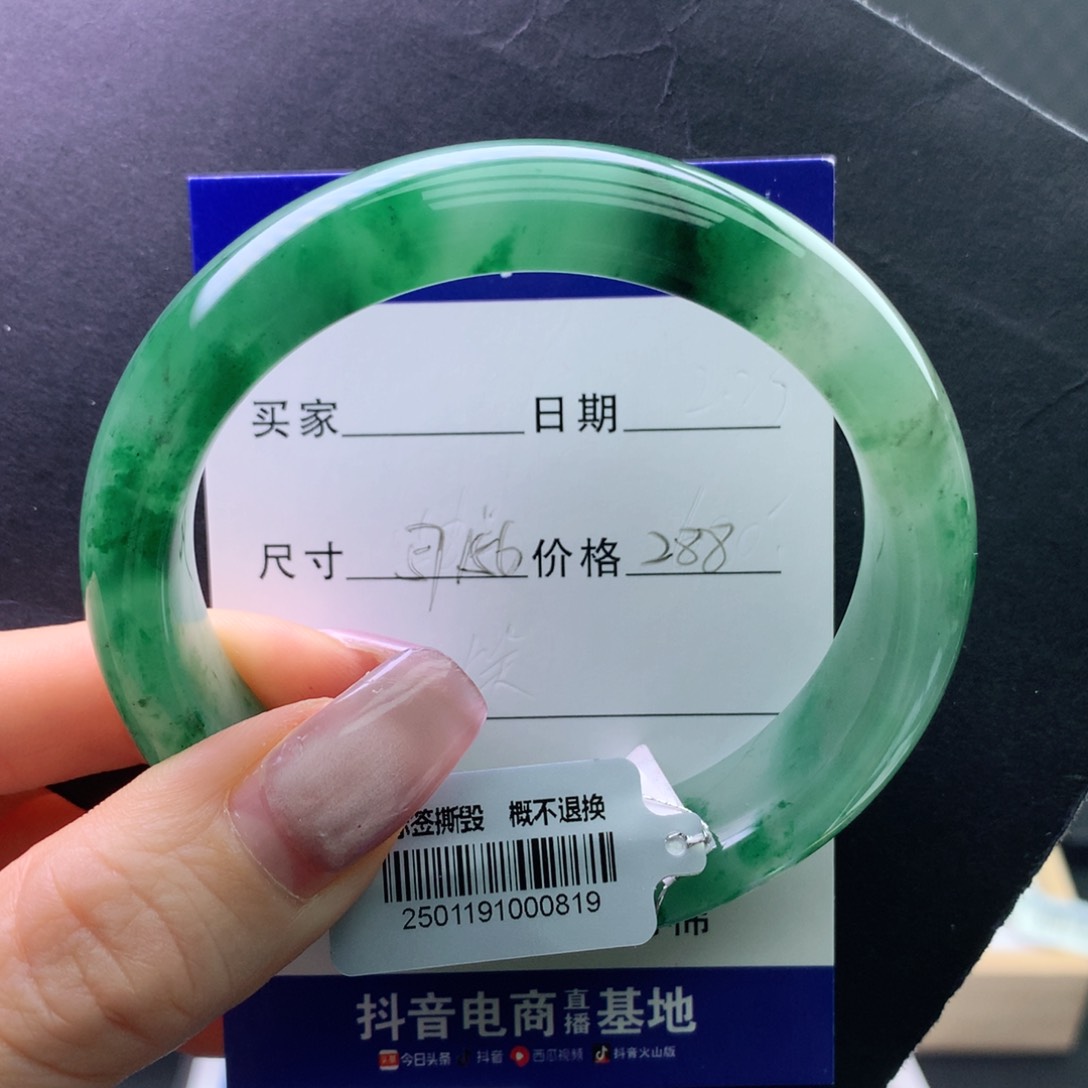 买家 日期
尺寸 价格 288
标签撕毁 概不退换
2501191000819
抖音电商直播基地
今日头条 抖音 西瓜视频 抖音火山版